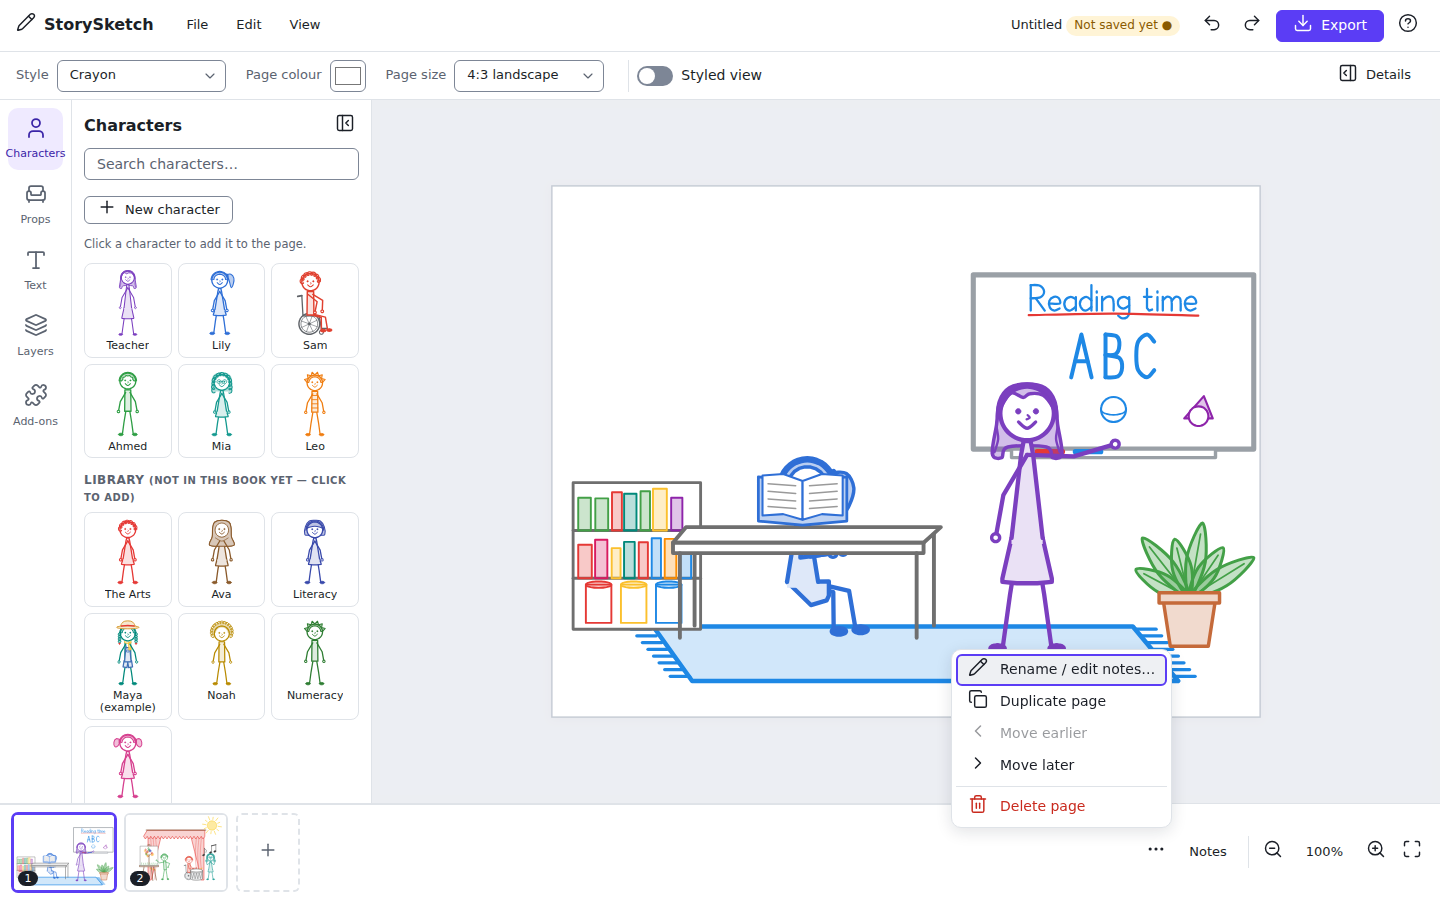 StorySketch
File
Edit
View
Untitled
Not saved yet
Export
Style
Crayon
Page colour
Page size
4:3 landscape
Styled view
Details
Characters
Props
Text
Layers
Add-ons
Characters
Search characters…
New character
Click a character to add it to the page.
Teacher
Lily
Sam
Ahmed
Mia
Leo
LIBRARY (NOT IN THIS BOOK YET — CLICK
TO ADD)
The Arts
Ava
Literacy
Maya
(example)
Noah
Numeracy
Reading time
A B C
Rename / edit notes…
Duplicate page
Move earlier
Move later
Delete page
Reading time
ABC
1
2
Notes
100%